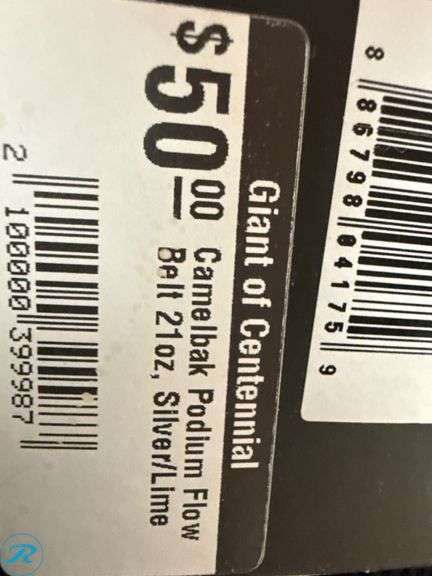 Giant of Centennial
$50.00
Camelbak Podium Flow
Belt 21oz, Silver/Lime
2 100000 399987
8 86798 04175 9
R